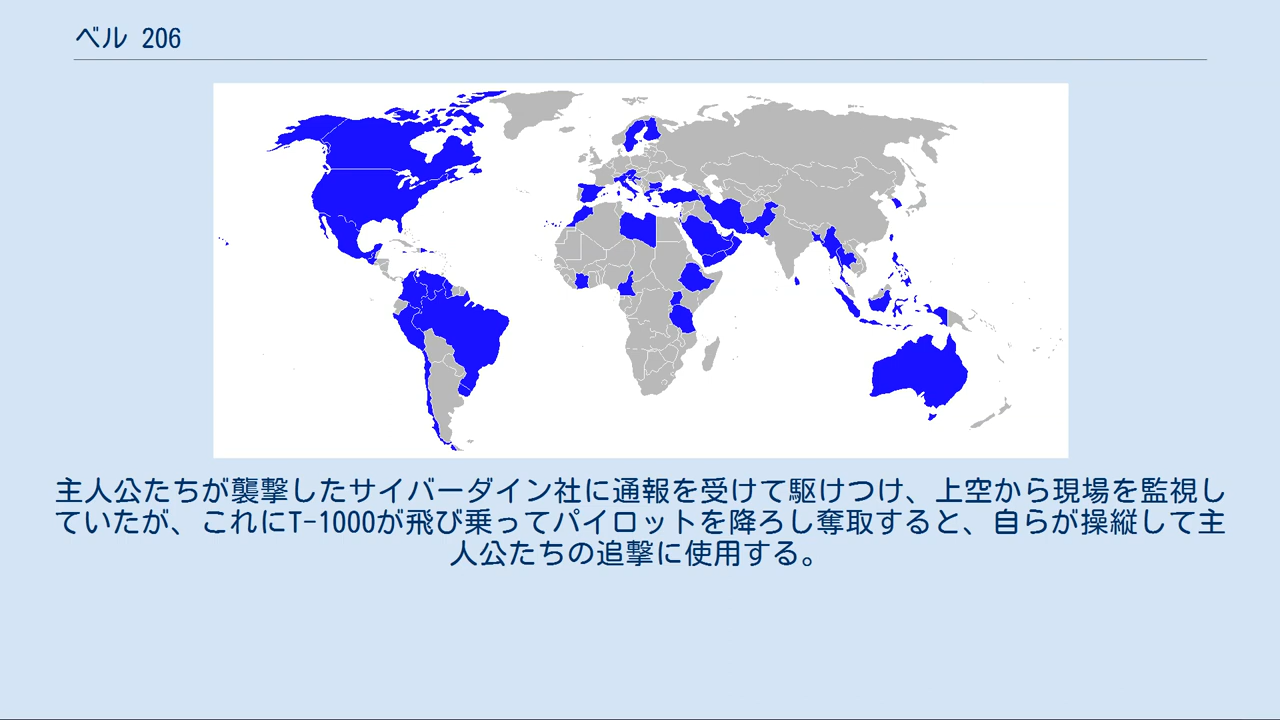 ベル 206
主人公たちが襲撃したサイバーダイン社に通報を受けて駆けつけ、上空から現場を監視し
ていたが、これにT-1000が飛び乗ってパイロットを降ろし奪取すると、自らが操縦して主
人公たちの追撃に使用する。